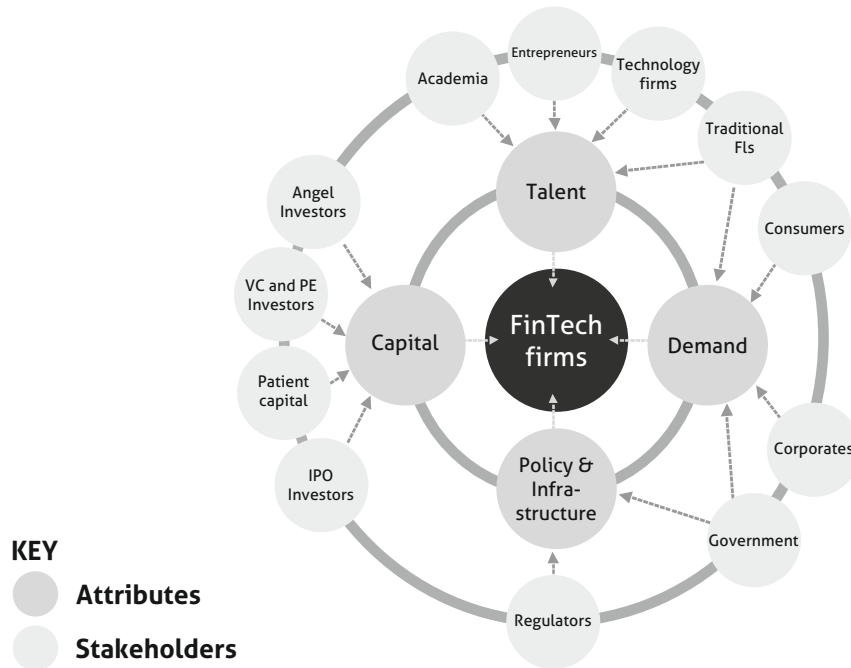 Entrepreneurs
Academia
Technology
firms
Traditional
FIs
Angel
Investors
Talent
Consumers
VC and PE
Investors
Capital
FinTech
firms
Demand
Patient
capital
Corporates
IPO
Investors
Policy &
Infra-
structure
Government
Regulators
KEY
Attributes
Stakeholders